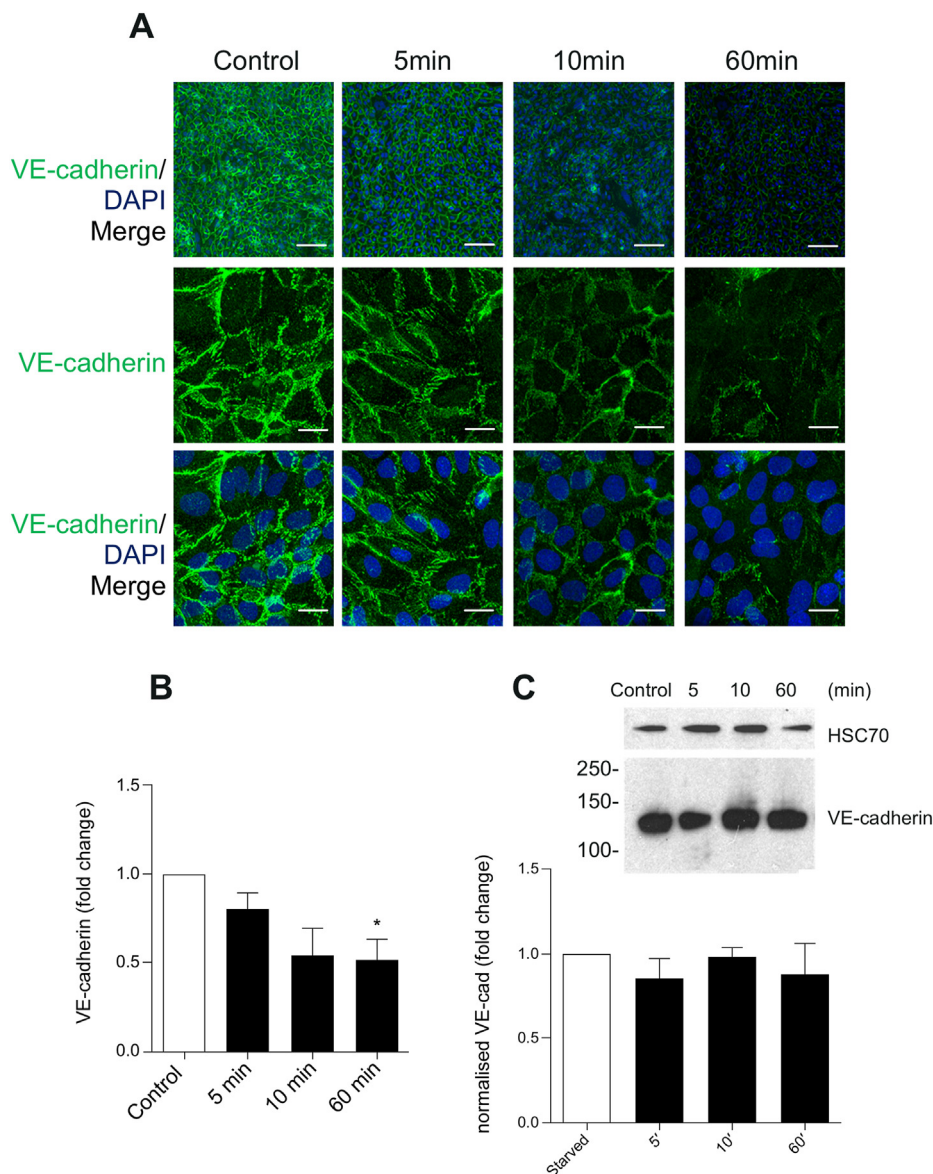 A
Control 5min 10min 60min
VE-cadherin/
DAPI
Merge
VE-cadherin
VE-cadherin/
DAPI
Merge
B
VE-cadherin (fold change)
1.5
1.0
0.5
0.0
Control 5 min 10 min 60 min
*
C
Control 5 10 60 (min)
HSC70
250-
150-
VE-cadherin
100-
normalised VE-cad (fold change)
1.5
1.0
0.5
0.0
Starved 5′ 10′ 60′